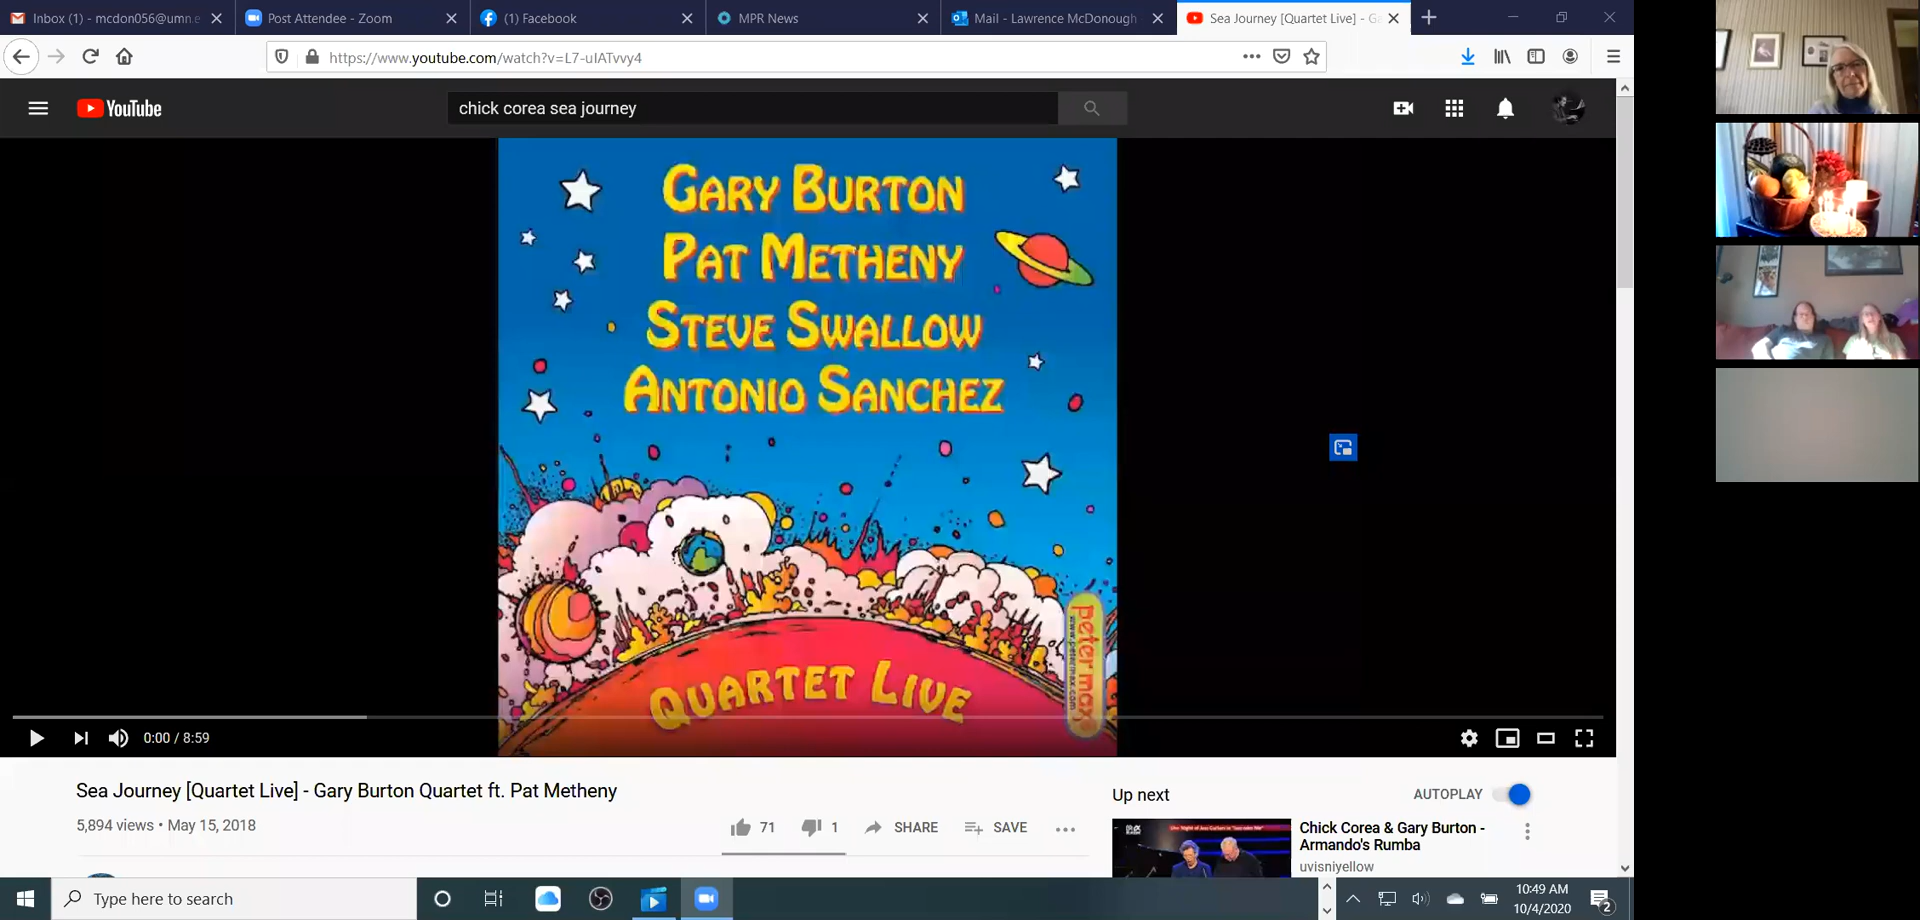 Inbox (1) - mcdon056@umn.e
Post Attendee - Zoom
(1) Facebook
MPR News
Mail - Lawrence McDonough
Sea Journey [Quartet Live] - Ga
https://www.youtube.com/watch?v=L7-uIATvvy4
YouTube
chick corea sea journey
GARY BURTON
PAT METHENY
STEVE SWALLOW
ANTONIO SANCHEZ
QUARTET LIVE
peter max
www.petermax.com
0:00 / 8:59
Sea Journey [Quartet Live] - Gary Burton Quartet ft. Pat Metheny
5,894 views • May 15, 2018
71
1
SHARE
SAVE
Up next
AUTOPLAY
Chick Corea & Gary Burton -
Armando's Rumba
uvisniyellow
Type here to search
10:49 AM
10/4/2020
2